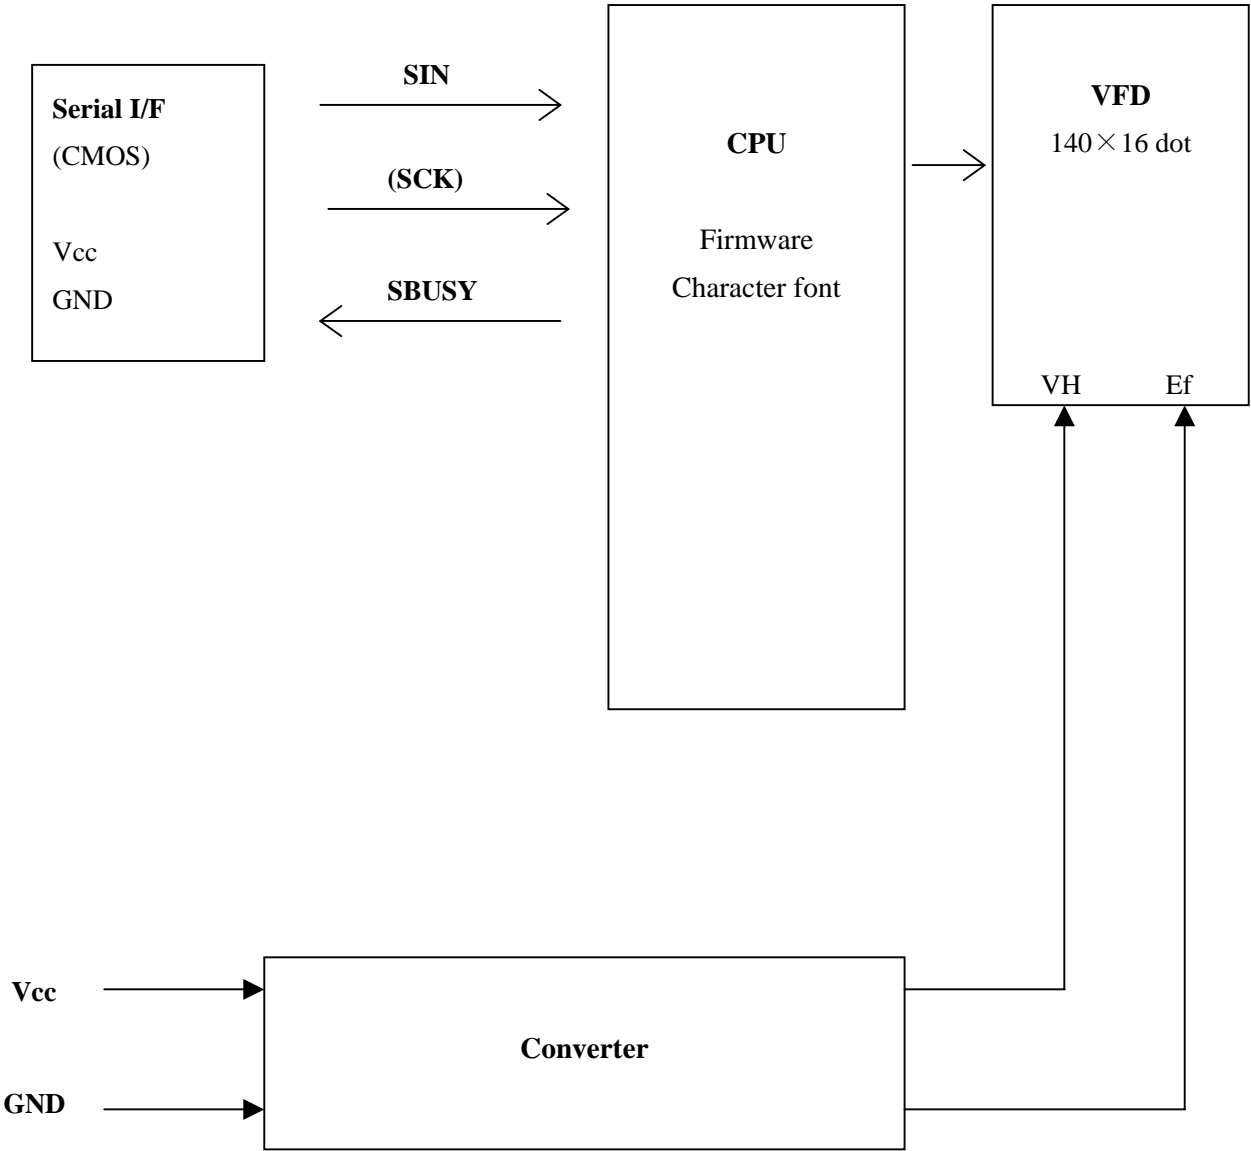 Serial I/F
(CMOS)
Vcc
GND
SIN
(SCK)
SBUSY
CPU
Firmware
Character font
VFD
140×16 dot
VH Ef
Vcc
GND
Converter